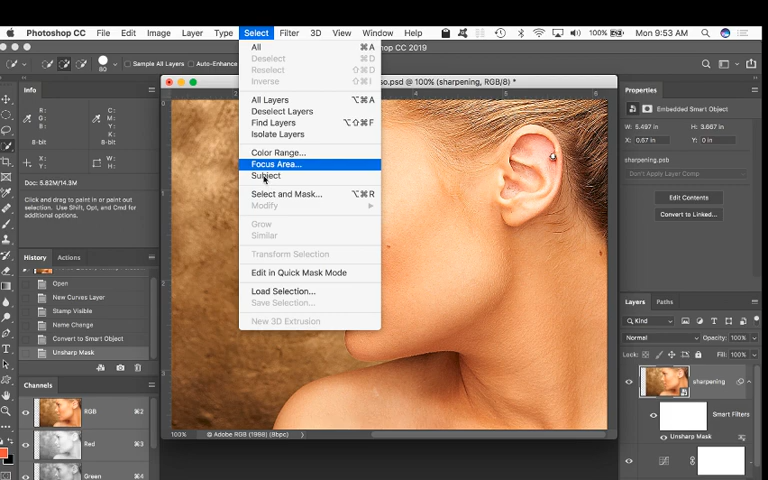 Photoshop CC File Edit Image Layer Type Select Filter 3D View Window Help 100% Mon 9:53 AM
shop CC 2019
60 Sample All Layers Auto-Enhance
so.psd @ 100% (sharpening, RGB/8) *
All ⌘A
Deselect ⌘D
Reselect ⇧⌘D
Inverse ⇧⌘I
All Layers ⌥⌘A
Deselect Layers
Find Layers ⌥⇧⌘F
Isolate Layers
Color Range...
Focus Area...
Subject
Select and Mask... ⌥⌘R
Modify
Grow
Similar
Transform Selection
Edit in Quick Mask Mode
Load Selection...
Save Selection...
New 3D Extrusion
Info
R: C:
G: M:
B: Y:
K:
8-bit 8-bit
X: W:
Y: H:
Doc: 5.82M/14.3M
Click and drag to paint in or paint out
selection. Use Shift, Opt, and Cmd for
additional options.
History Actions
Open
New Curves Layer
Stamp Visible
Name Change
Convert to Smart Object
Unsharp Mask
Channels
RGB ⌘2
Red ⌘3
Green ⌘4
100% Adobe RGB (1998) (8bpc)
Properties
Embedded Smart Object
W: 5.497 in H: 3.667 in
X: 0.67 in Y: 0 in
sharpening.psb
Don't Apply Layer Comp
Edit Contents
Convert to Linked...
Layers Paths
Kind
Normal Opacity: 100%
Lock: Fill: 100%
sharpening
Smart Filters
Unsharp Mask